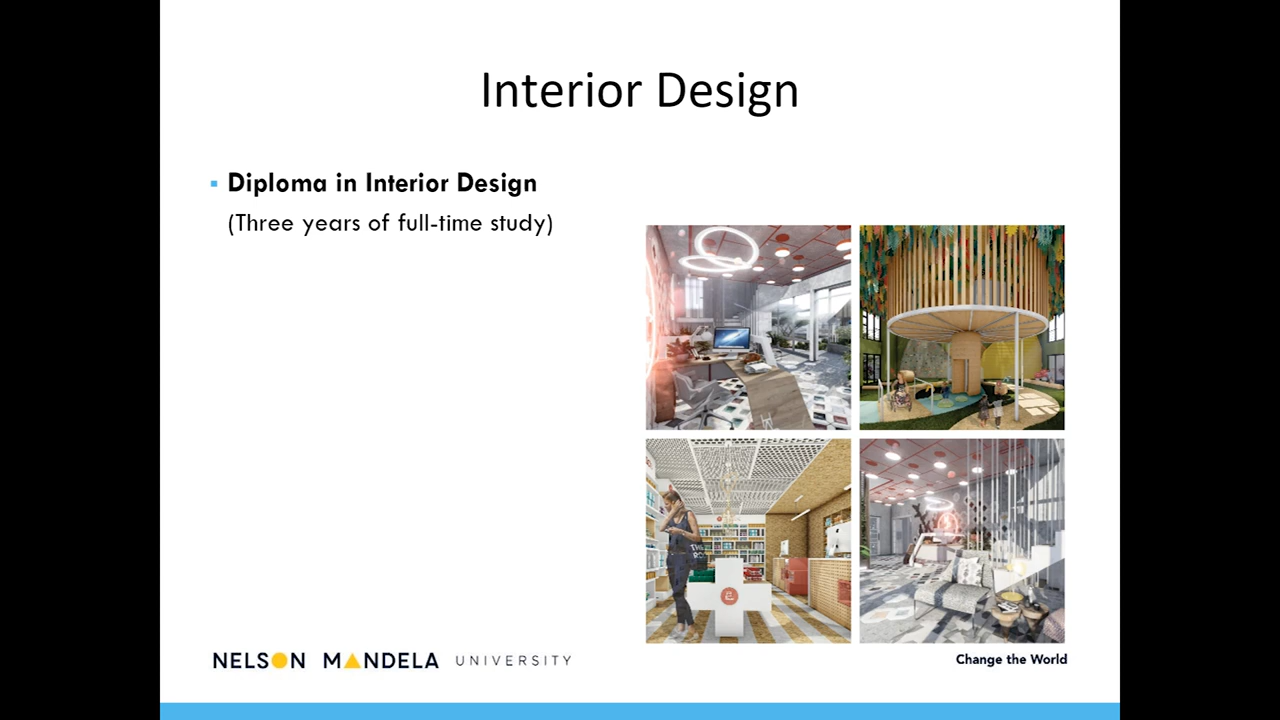 Interior Design
Diploma in Interior Design
(Three years of full-time study)
NELSON MANDELA UNIVERSITY
Change the World